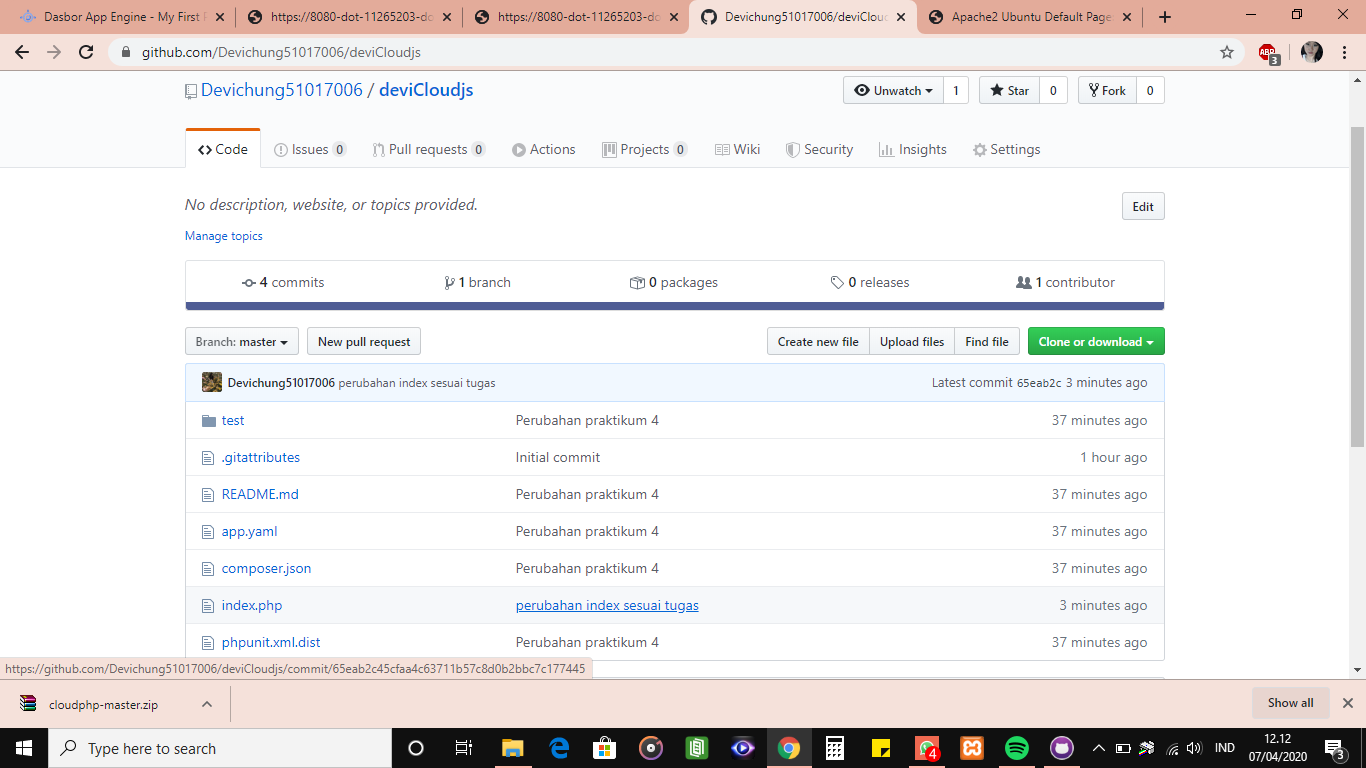 Dasbor App Engine - My First P
https://8080-dot-11265203-do
https://8080-dot-11265203-do
Devichung51017006/deviCloud
Apache2 Ubuntu Default Page
github.com/Devichung51017006/deviCloudjs
ABP
3
Devichung51017006 / deviCloudjs
Unwatch 1
Star 0
Fork 0
Code
Issues 0
Pull requests 0
Actions
Projects 0
Wiki
Security
Insights
Settings
No description, website, or topics provided.
Edit
Manage topics
4 commits
1 branch
0 packages
0 releases
1 contributor
Branch: master
New pull request
Create new file
Upload files
Find file
Clone or download
Devichung51017006 perubahan index sesuai tugas
Latest commit 65eab2c 3 minutes ago
test Perubahan praktikum 4 37 minutes ago
.gitattributes Initial commit 1 hour ago
README.md Perubahan praktikum 4 37 minutes ago
app.yaml Perubahan praktikum 4 37 minutes ago
composer.json Perubahan praktikum 4 37 minutes ago
index.php perubahan index sesuai tugas 3 minutes ago
phpunit.xml.dist Perubahan praktikum 4 37 minutes ago
https://github.com/Devichung51017006/deviCloudjs/commit/65eab2c45cfaa4c63711b57c8d0b2bbc7c177445
cloudphp-master.zip
Show all
Type here to search
4
IND
12.12
07/04/2020
3